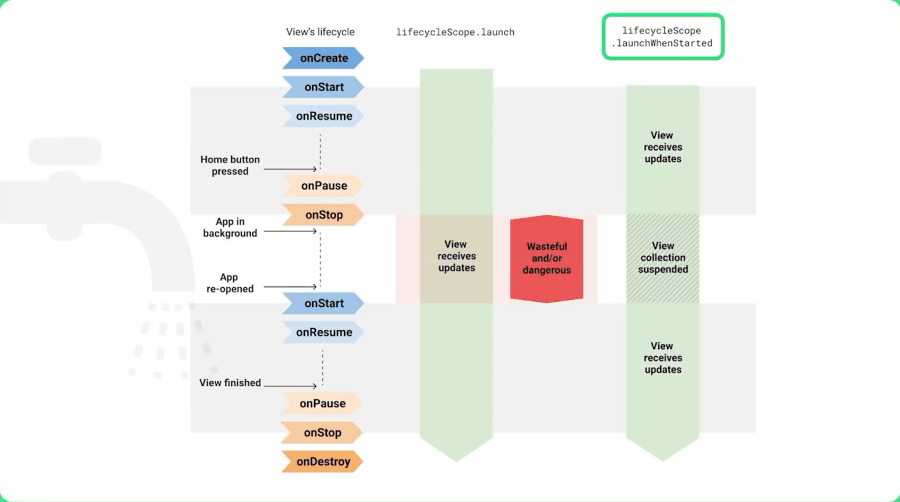 View's lifecycle
lifecycleScope.launch
lifecycleScope
.launchWhenStarted
onCreate
onStart
onResume
Home button
pressed
onPause
onStop
App in
background
App
re-opened
onStart
onResume
View finished
onPause
onStop
onDestroy
View
receives
updates
Wasteful
and/or
dangerous
View
receives
updates
View
collection
suspended
View
receives
updates